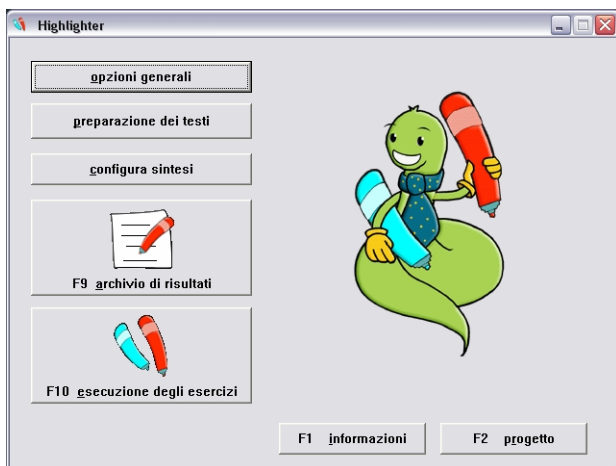 Highlighter
opzioni generali
preparazione dei testi
configura sintesi
F9 archivio di risultati
F10 esecuzione degli esercizi
F1 informazioni
F2 progetto